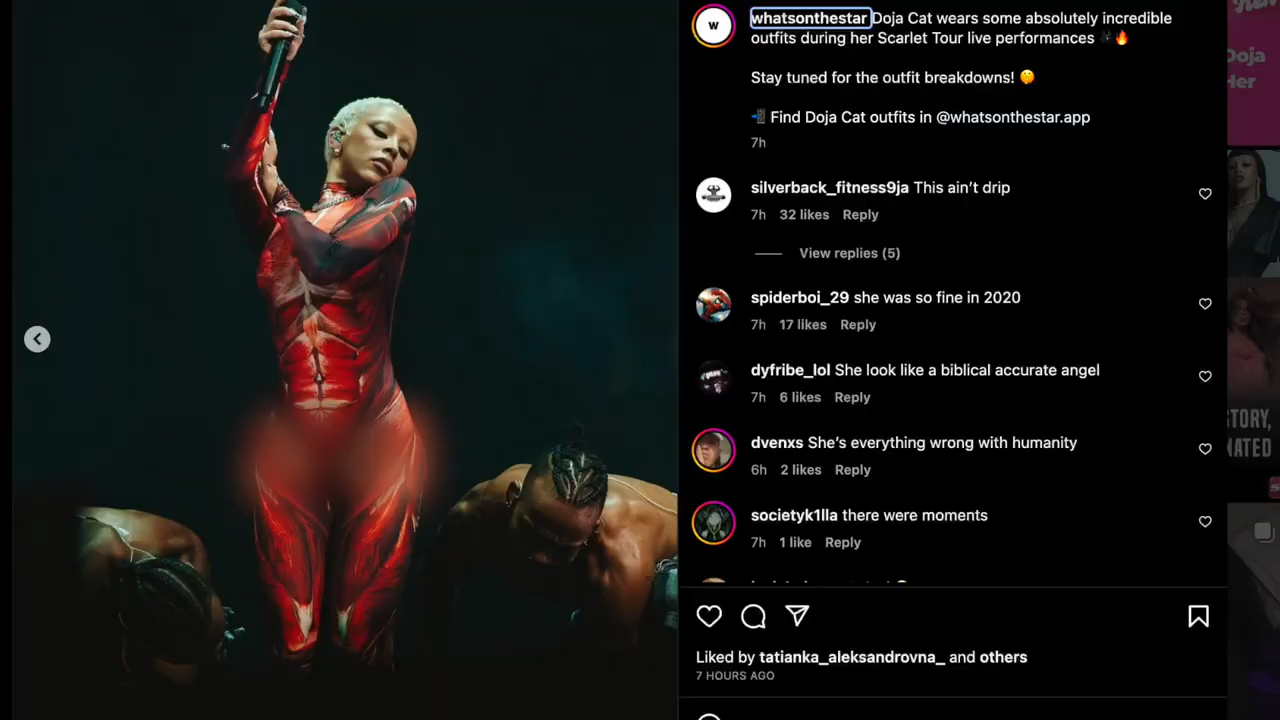 W
whatsonthestar Doja Cat wears some absolutely incredible
outfits during her Scarlet Tour live performances ✨🔥
Stay tuned for the outfit breakdowns! 🤫
📲 Find Doja Cat outfits in @whatsonthestar.app
7h
silverback_fitness9ja This ain’t drip
7h 32 likes Reply
View replies (5)
spiderboi_29 she was so fine in 2020
7h 17 likes Reply
dyfribe_lol She look like a biblical accurate angel
7h 6 likes Reply
dvenxs She’s everything wrong with humanity
6h 2 likes Reply
societyk1lla there were moments
7h 1 like Reply
Liked by tatianka_aleksandrovna_ and others
7 HOURS AGO
Doja
Her
TORY,
NATED